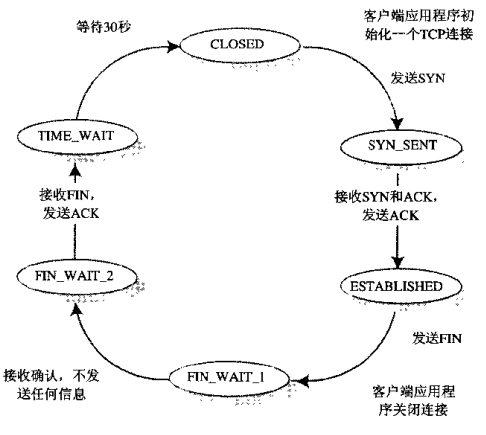 客户端应用程序初
始化一个TCP连接
等待30秒
CLOSED
发送SYN
TIME_WAIT
SYN_SENT
接收FIN,
发送ACK
接收SYN和ACK,
发送ACK
FIN_WAIT_2
ESTABLISHED
发送FIN
接收确认，不发
送任何信息
FIN_WAIT_1
客户端应用程
序关闭连接